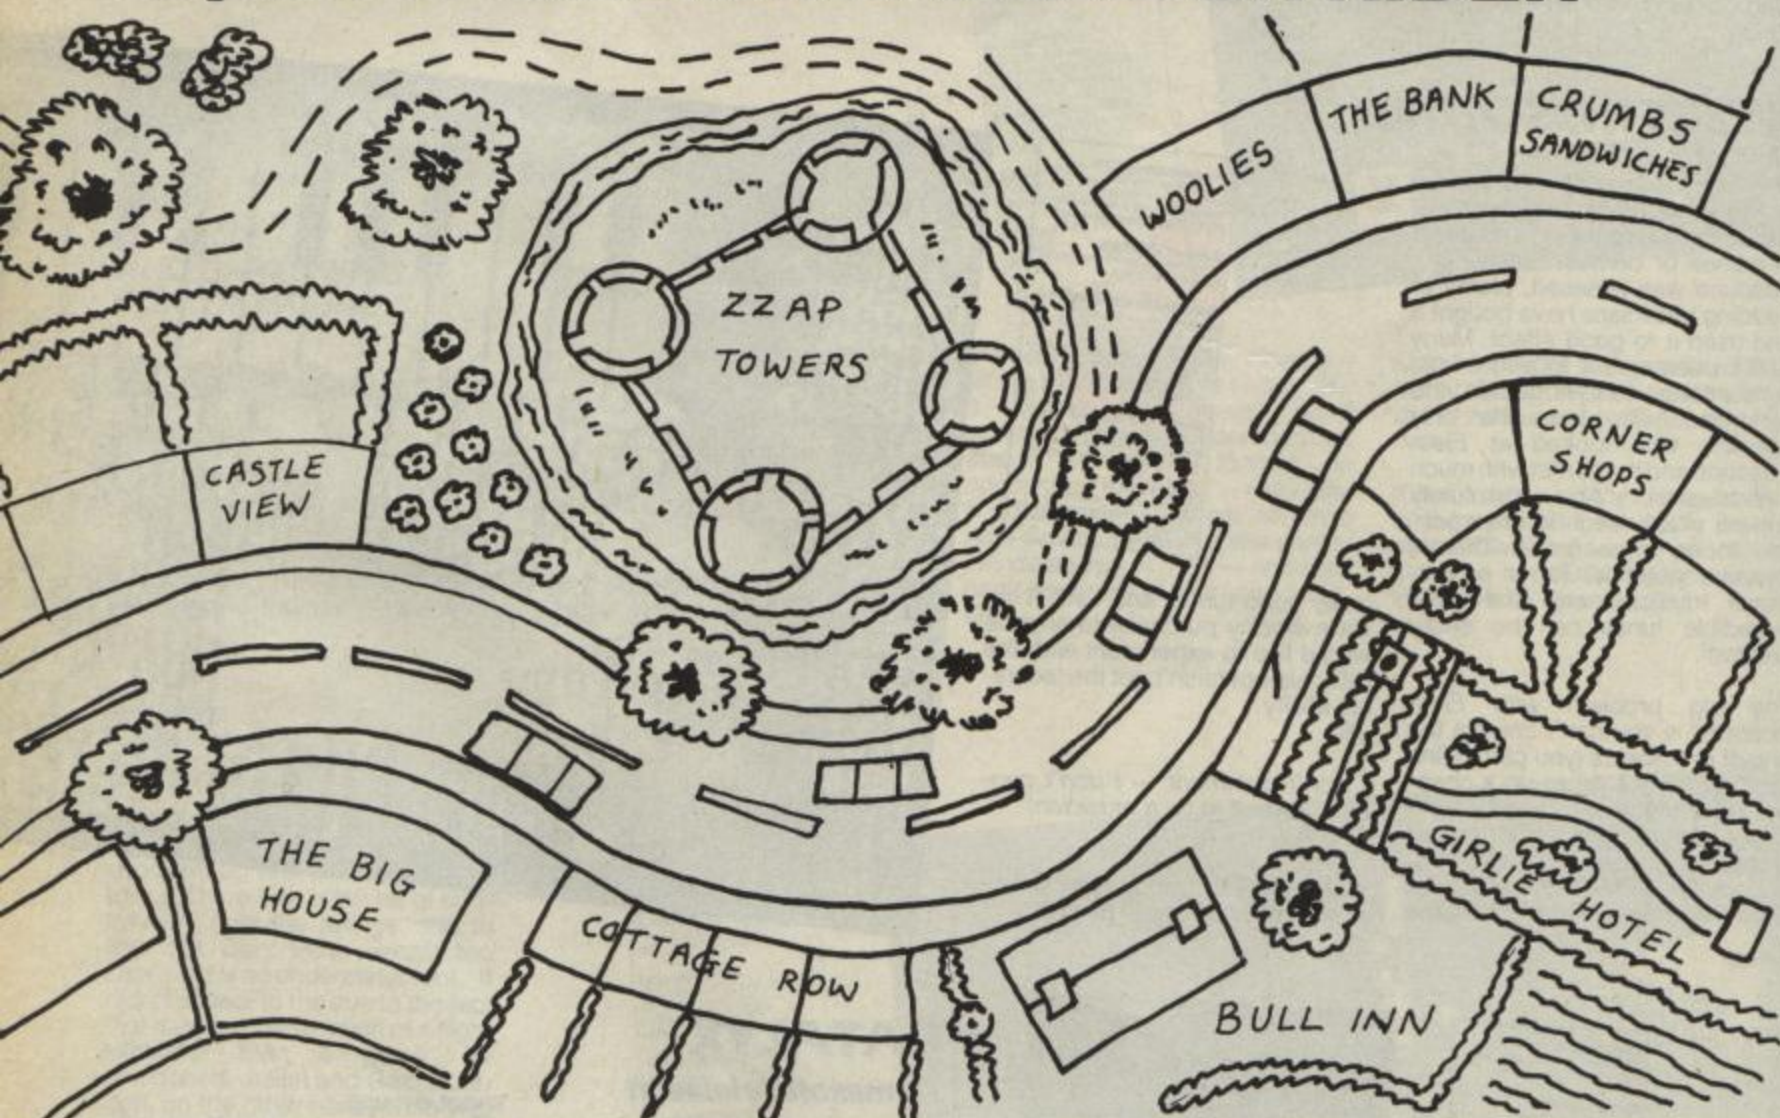 WOOLIES
THE BANK
CRUMBS
SANDWICHES
ZZAP
TOWERS
CORNER
SHOPS
CASTLE
VIEW
THE BIG
HOUSE
COTTAGE ROW
GIRLIE HOTEL
BULL INN